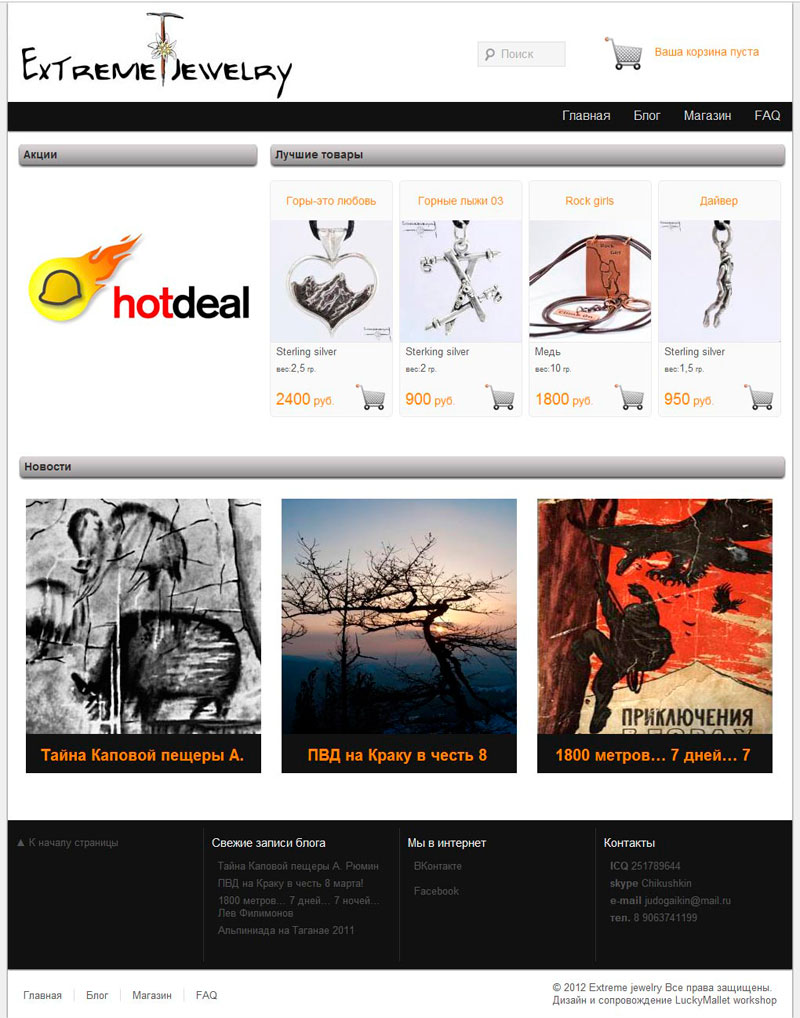 EXTREME JEWELRY
Поиск
Ваша корзина пуста
Главная Блог Магазин FAQ
Акции
Лучшие товары
hotdeal
Горы-это любовь
Sterling silver
вес:2,5 гр.
2400 руб.
Горные лыжи 03
Sterking silver
вес:2 гр.
900 руб.
Rock girls
Медь
вес:10 гр.
1800 руб.
Дайвер
Sterling silver
вес:1,5 гр.
950 руб.
Новости
Тайна Каповой пещеры А.
ПВД на Краку в честь 8
ПРИКЛЮЧЕНИЯ
1800 метров... 7 дней... 7
▲ К началу страницы
Свежие записи блога
Тайна Каповой пещеры А. Рюмин
ПВД на Краку в честь 8 марта!
1800 метров... 7 дней... 7 ночей...
Лев Филимонов
Альпиниада на Таганае 2011
Мы в интернет
ВКонтакте
Facebook
Контакты
ICQ 251789644
skype Chikushkin
e-mail judogaikin@mail.ru
тел. 8 9063741199
Главная Блог Магазин FAQ
© 2012 Extreme jewelry Все права защищены.
Дизайн и сопровождение LuckyMallet workshop